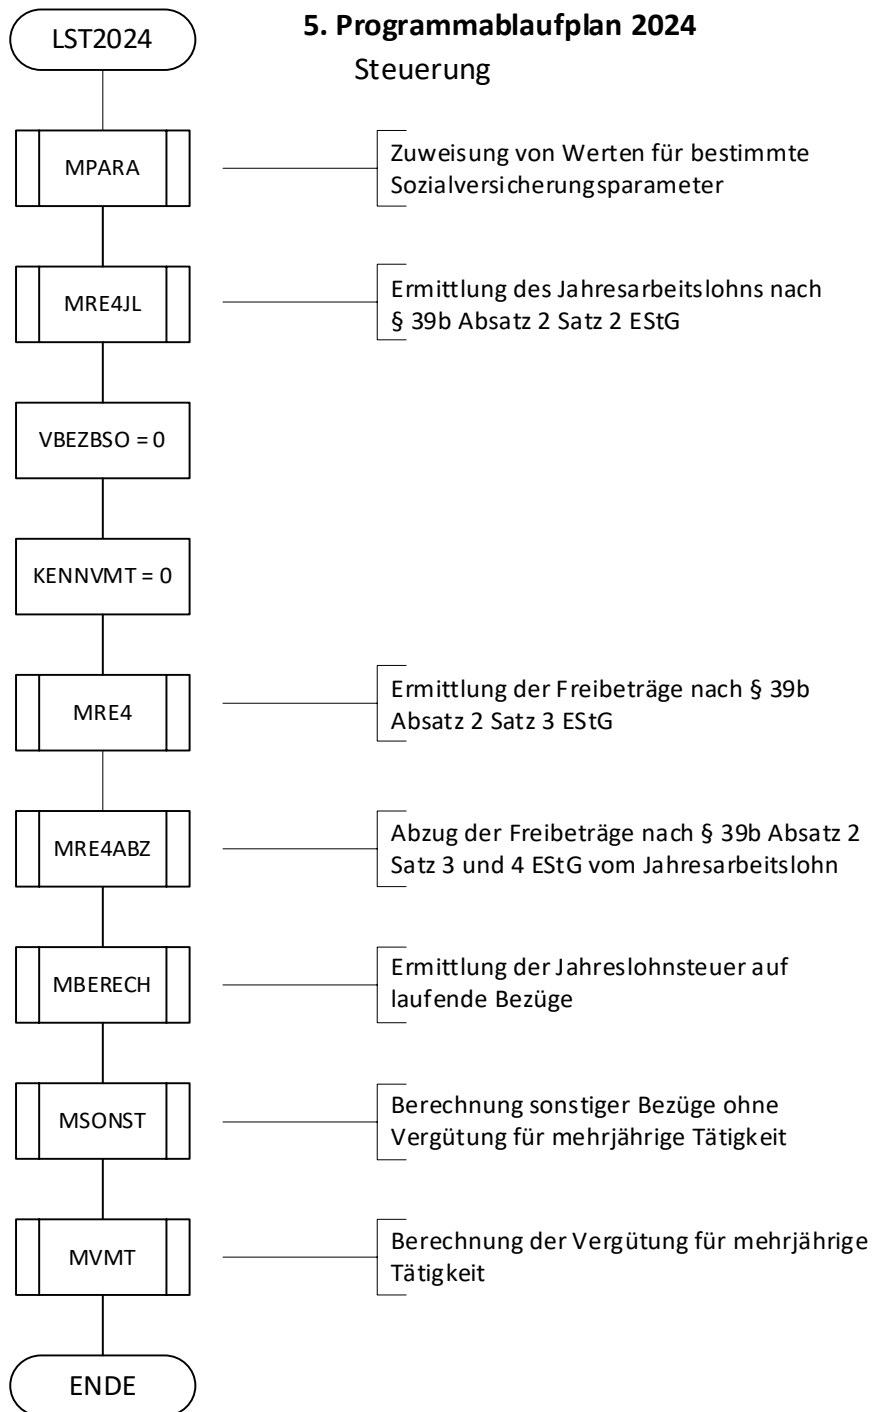 LST2024
5. Programmablaufplan 2024
Steuerung
MPARA
Zuweisung von Werten für bestimmte
Sozialversicherungsparameter
MRE4JL
Ermittlung des Jahresarbeitslohns nach
§ 39b Absatz 2 Satz 2 EStG
VBEZBSO = 0
KENNVMT = 0
MRE4
Ermittlung der Freibeträge nach § 39b
Absatz 2 Satz 3 EStG
MRE4ABZ
Abzug der Freibeträge nach § 39b Absatz 2
Satz 3 und 4 EStG vom Jahresarbeitslohn
MBERECH
Ermittlung der Jahreslohnsteuer auf
laufende Bezüge
MSONST
Berechnung sonstiger Bezüge ohne
Vergütung für mehrjährige Tätigkeit
MVMT
Berechnung der Vergütung für mehrjährige
Tätigkeit
ENDE